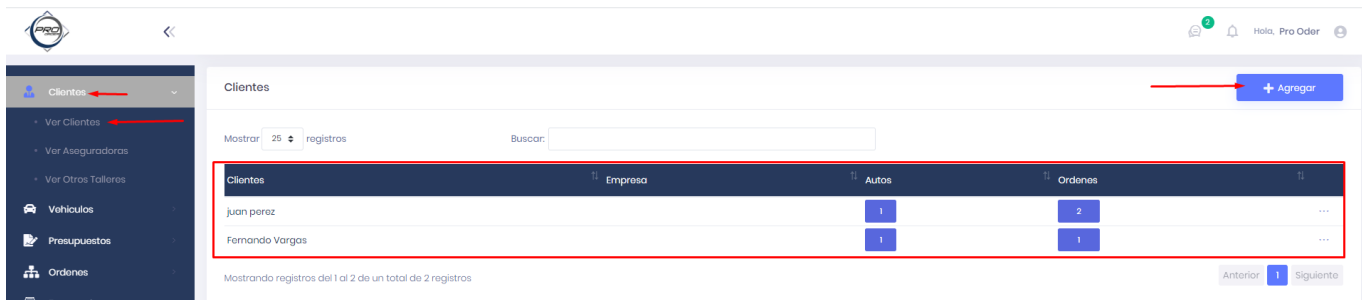 PRO
2
Hola, Pro Oder
Clientes
Ver Clientes
Ver Aseguradoras
Ver Otros Talleres
Vehiculos
Presupuestos
Ordenes
Clientes
+ Agregar
Mostrar 25 registros
Buscar:
Clientes Empresa Autos Ordenes
juan perez 1 2 ...
Fernando Vargas 1 1 ...
Mostrando registros del 1 al 2 de un total de 2 registros
Anterior 1 Siguiente